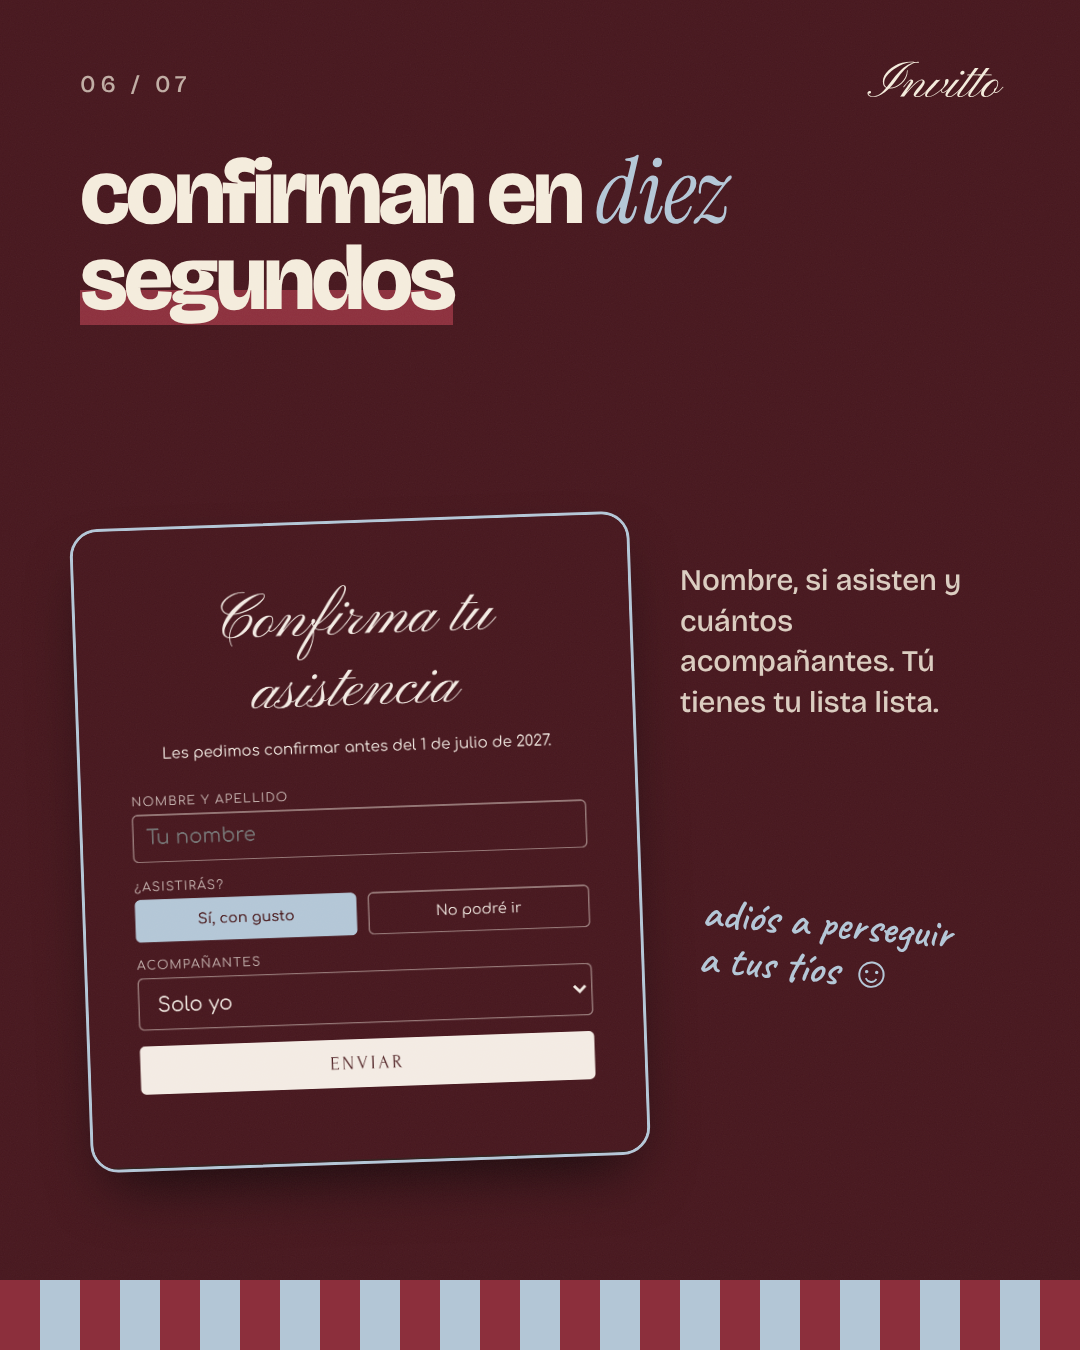 06 / 07
Invitto
confirman en diez
segundos
Confirma tu
asistencia
Les pedimos confirmar antes del 1 de julio de 2027.
NOMBRE Y APELLIDO
Tu nombre
¿ASISTIRÁS?
Sí, con gusto
No podré ir
ACOMPAÑANTES
Solo yo
ENVIAR
Nombre, si asisten y
cuántos
acompañantes. Tú
tienes tu lista lista.
adiós a perseguir
a tus tíos ☺